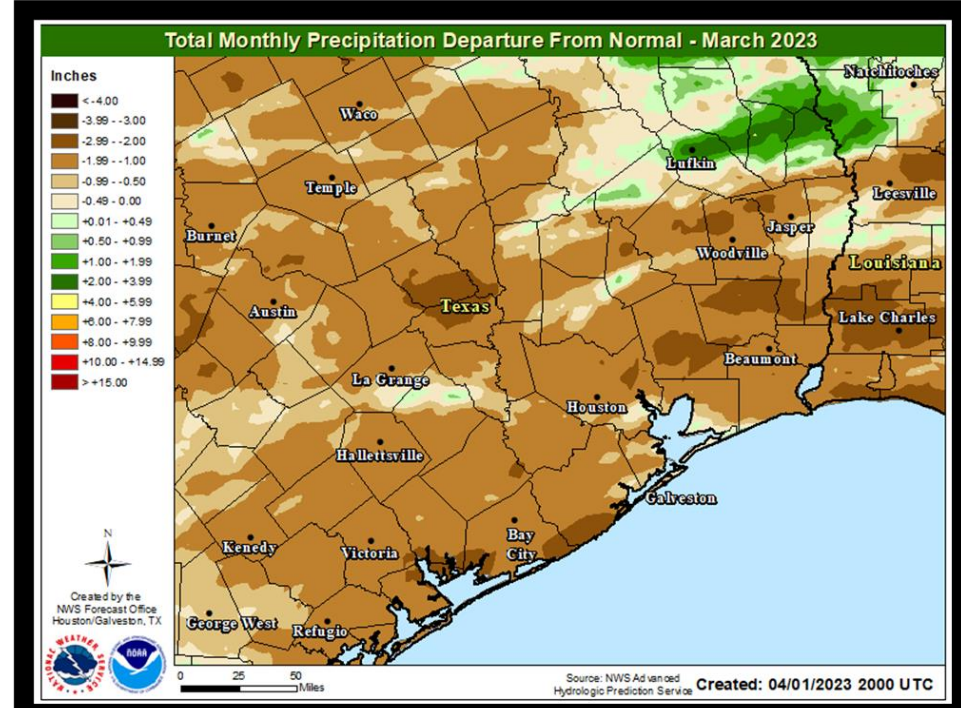 Total Monthly Precipitation Departure From Normal - March 2023
Inches
< -4.00
-3.99 - -3.00
-2.99 - -2.00
-1.99 - -1.00
-0.99 - -0.50
-0.49 - 0.00
+0.01 - +0.49
+0.50 - +0.99
+1.00 - +1.99
+2.00 - +3.99
+4.00 - +5.99
+6.00 - +7.99
+8.00 - +9.99
+10.00 - +14.99
> +15.00
Natchitoches
Waco
Lufkin
Temple
Leesville
Burnet
Jasper
Woodville
Louisiana
Texas
Austin
Lake Charles
Beaumont
La Grange
Houston
Hallettsville
Galveston
Bay
City
Kenedy
Victoria
George West
Refugio
N
Created by the
NWS Forecast Office
Houston/Galveston, TX
NATIONAL WEATHER SERVICE
NOAA
0 25 50
Miles
Source: NWS Advanced
Hydrologic Prediction Service
Created: 04/01/2023 2000 UTC